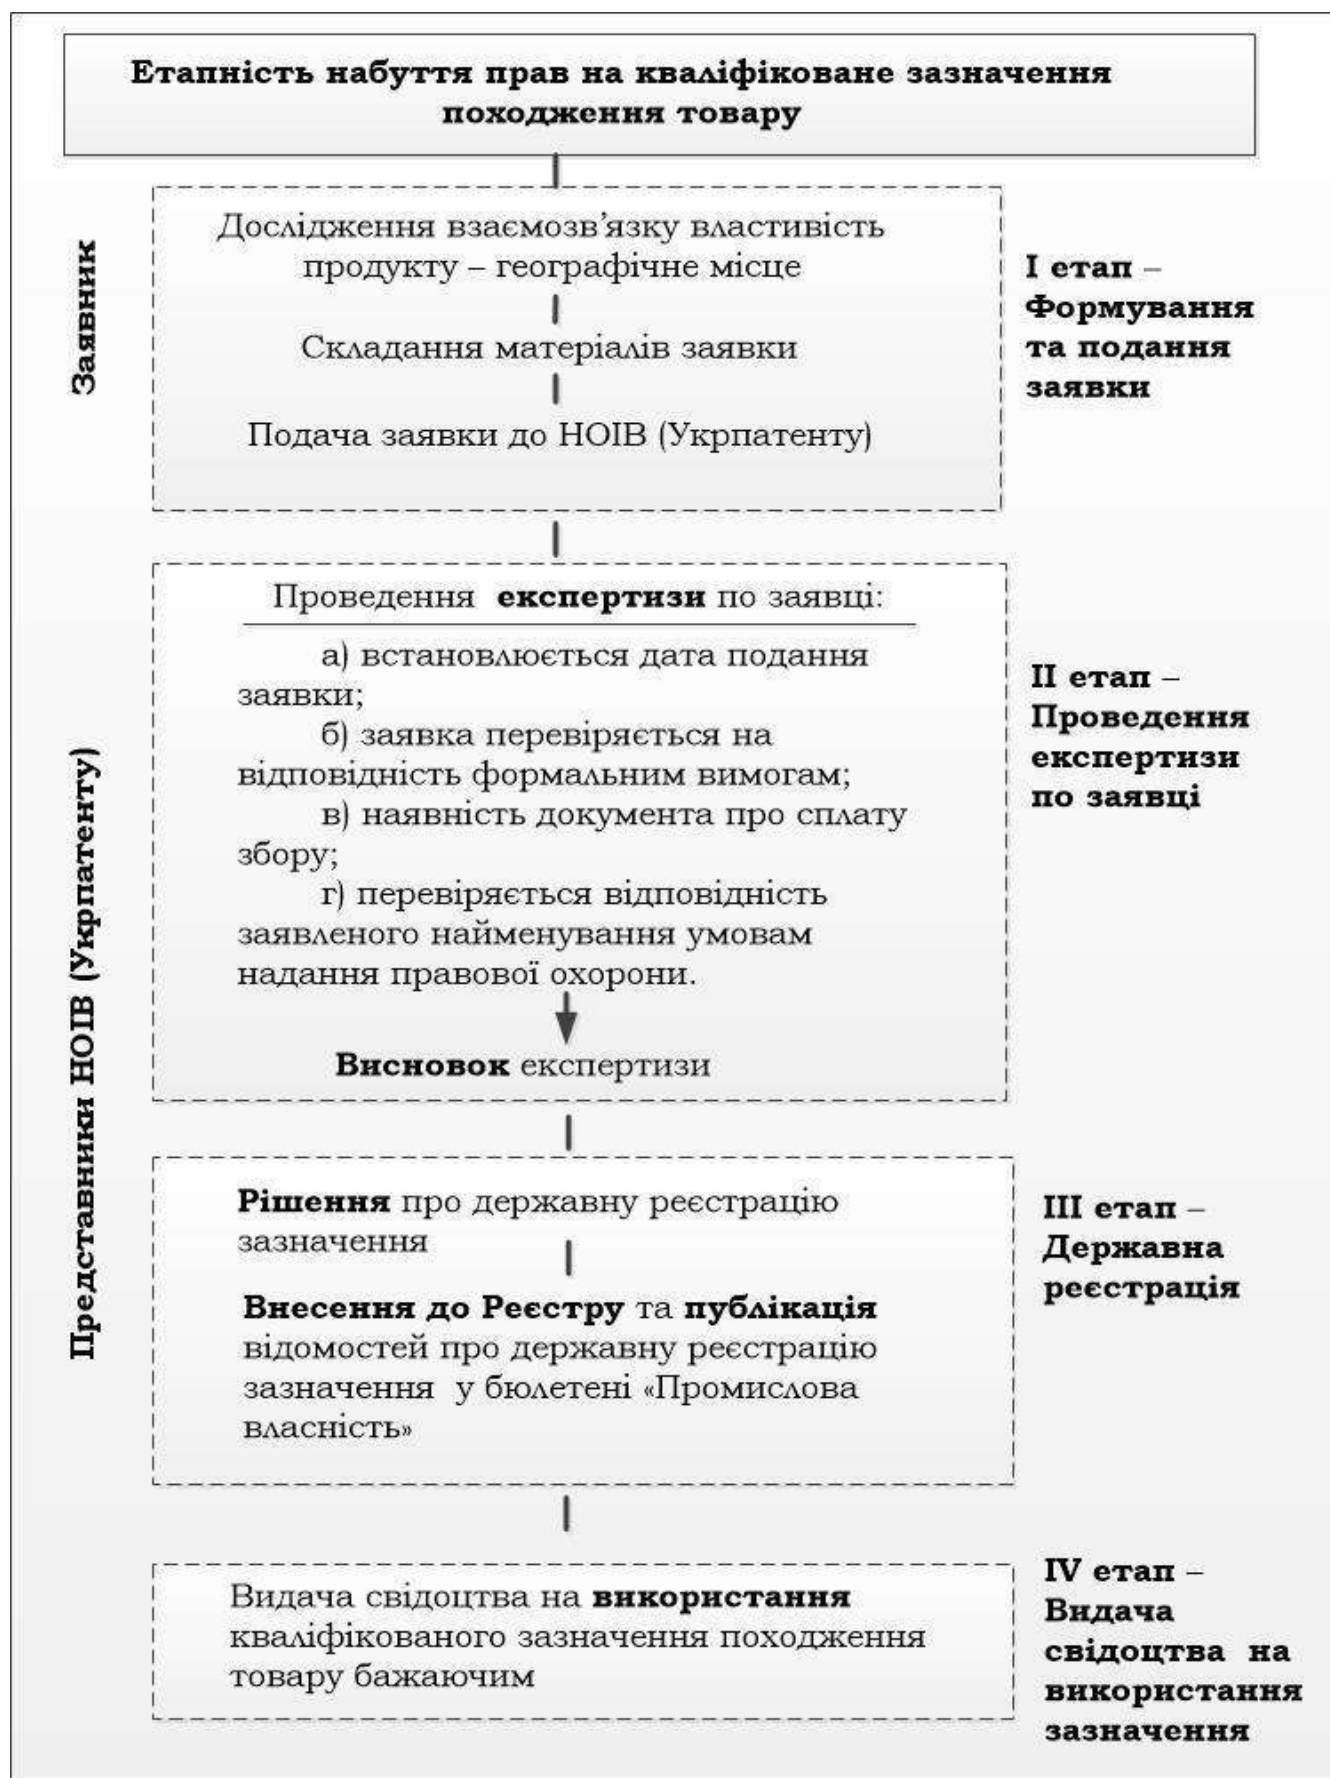 Етапність набуття прав на кваліфіковане зазначення
походження товару
Заявник
Дослідження взаємозв’язку властивість
продукту – географічне місце
Складання матеріалів заявки
Подача заявки до НОІВ (Укрпатенту)
І етап –
Формування
та подання
заявки
Представники НОІВ (Укрпатенту)
Проведення експертизи по заявці:
а) встановлюється дата подання
заявки;
б) заявка перевіряється на
відповідність формальним вимогам;
в) наявність документа про сплату
збору;
г) перевіряється відповідність
заявленого найменування умовам
надання правової охорони.
Висновок експертизи
ІІ етап –
Проведення
експертизи
по заявці
Рішення про державну реєстрацію
зазначення
Внесення до Реєстру та публікація
відомостей про державну реєстрацію
зазначення у бюлетені «Промислова
власність»
ІІІ етап –
Державна
реєстрація
Видача свідоцтва на використання
кваліфікованого зазначення походження
товару бажаючим
IV етап –
Видача
свідоцтва на
використання
зазначення